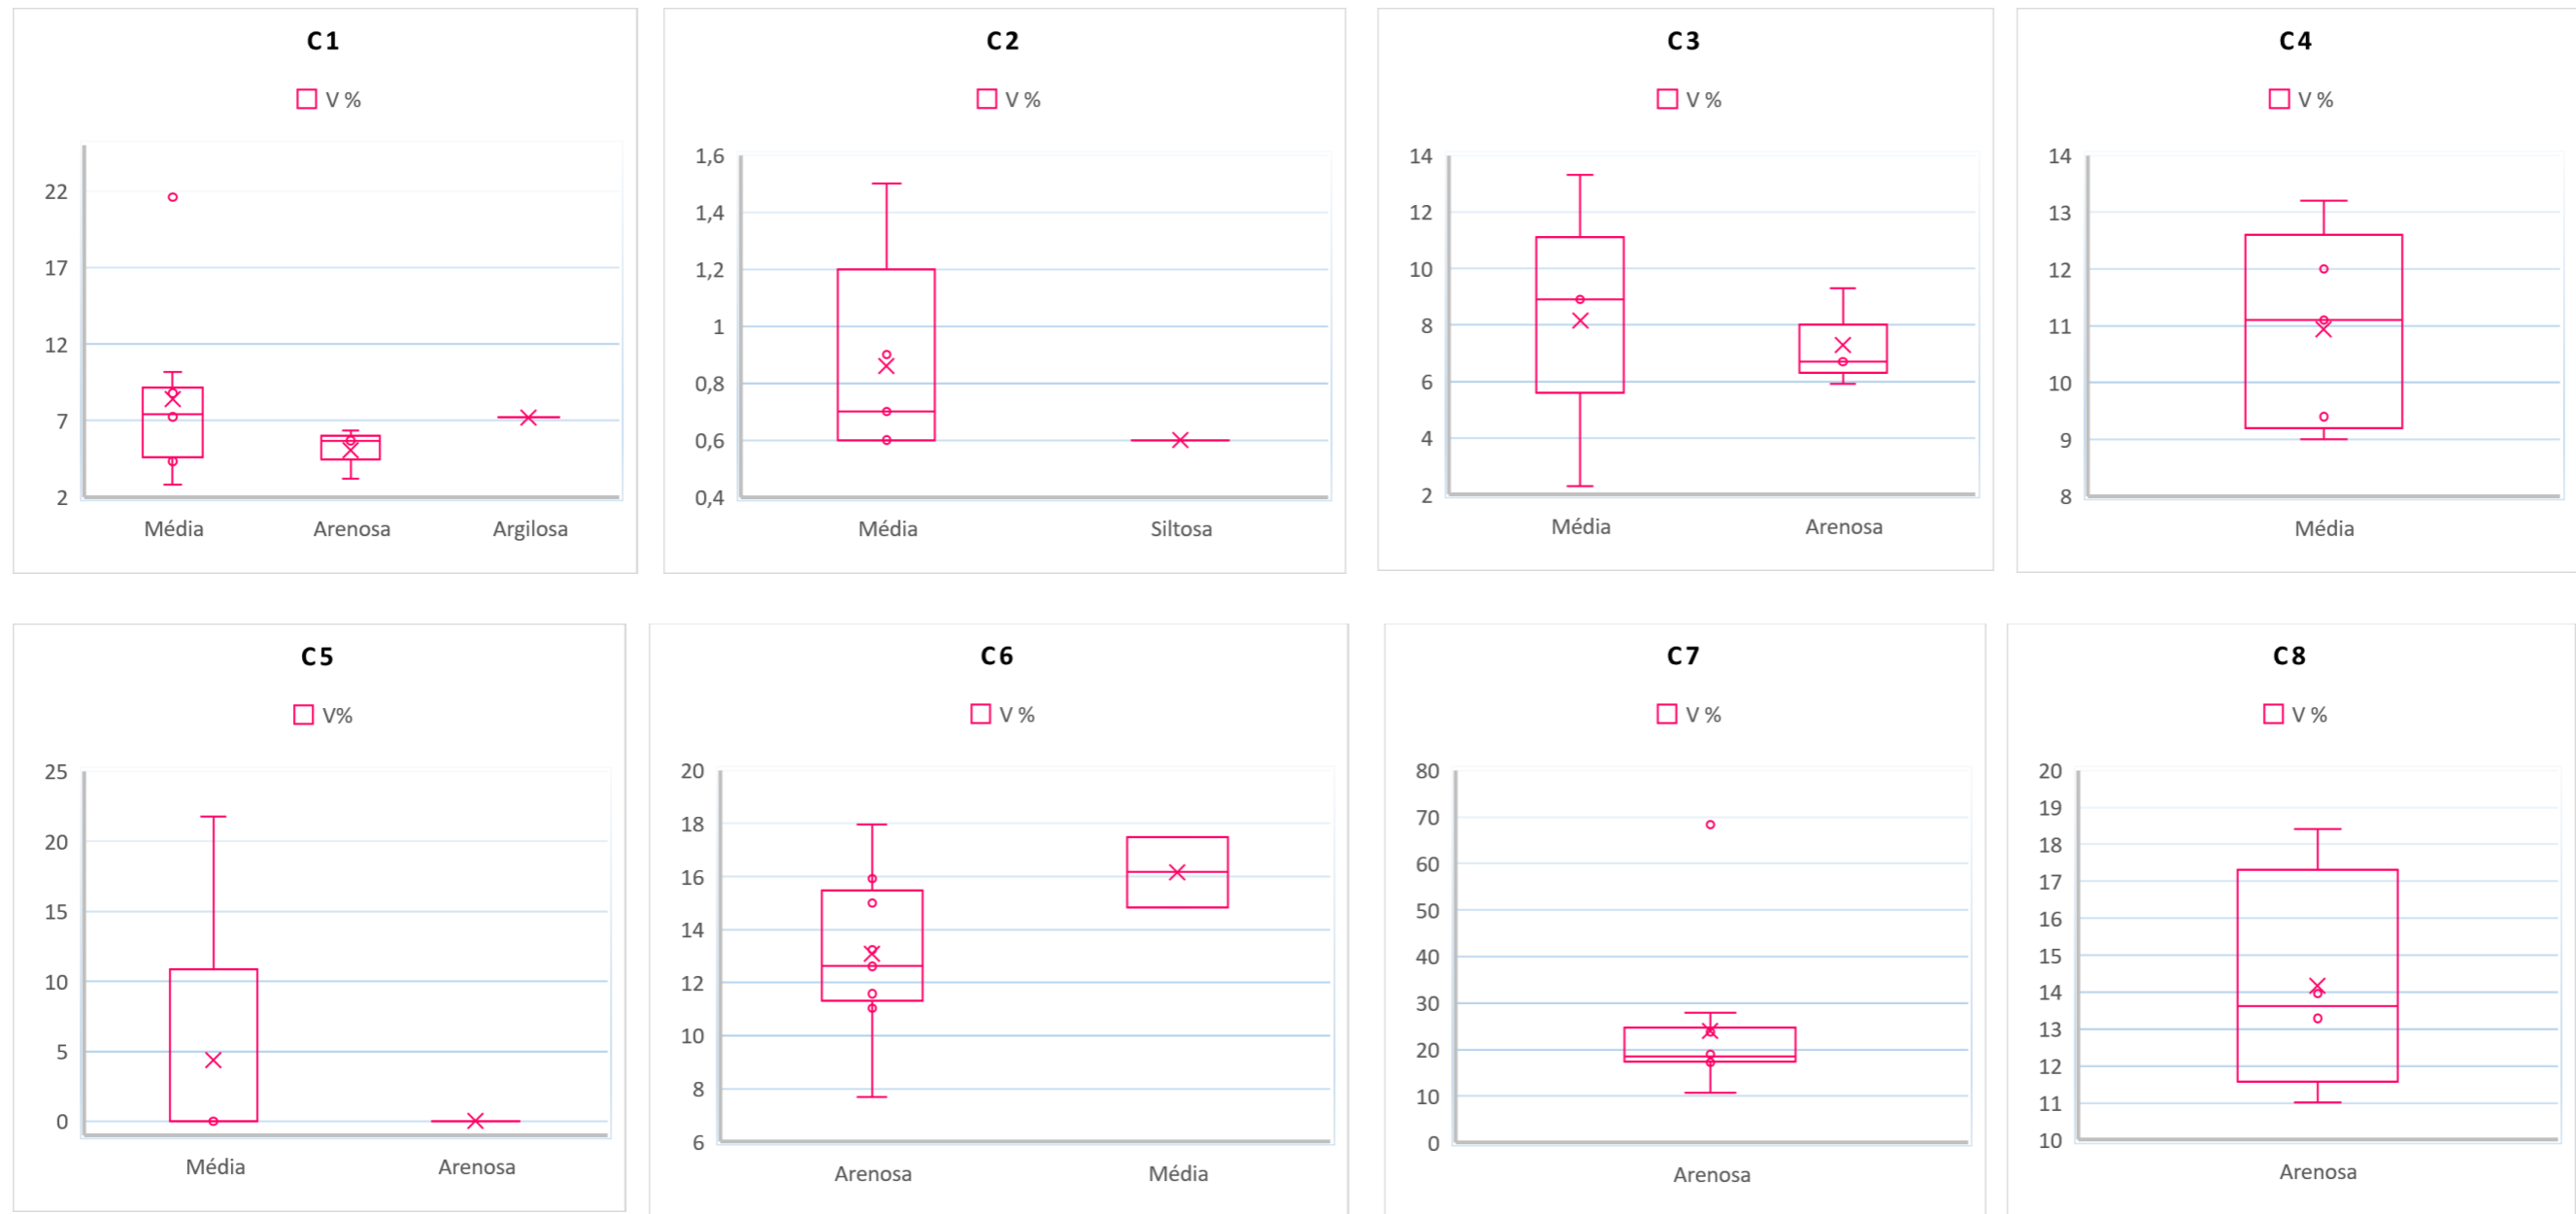 C1
V %
22
17
12
7
2
Média Arenosa Argilosa
C2
V %
1,6
1,4
1,2
1
0,8
0,6
0,4
Média Siltosa
C3
V %
14
12
10
8
6
4
2
Média Arenosa
C4
V %
14
13
12
11
10
9
8
Média
C5
V%
25
20
15
10
5
0
Média Arenosa
C6
V %
20
18
16
14
12
10
8
6
Arenosa Média
C7
V %
80
70
60
50
40
30
20
10
0
Arenosa
C8
V %
20
19
18
17
16
15
14
13
12
11
10
Arenosa